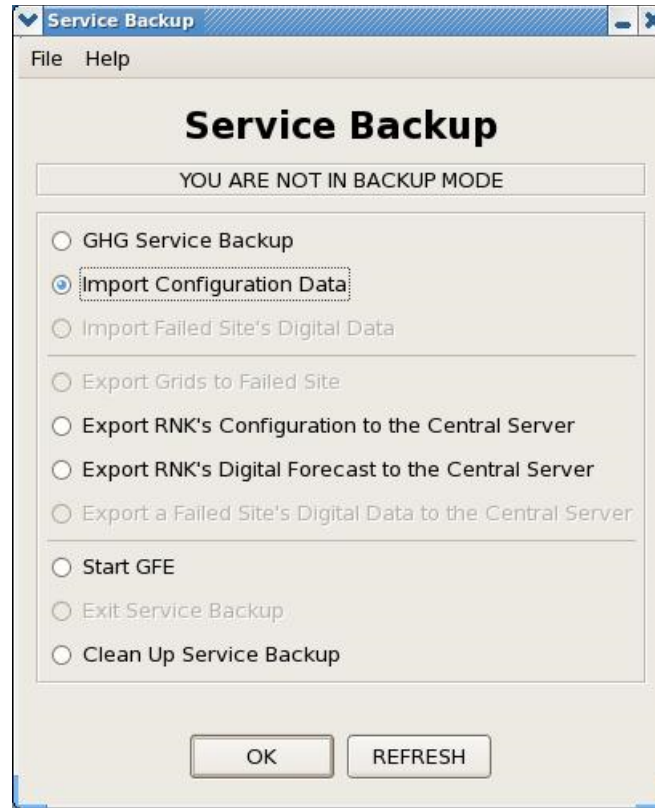 Service Backup
File Help
Service Backup
YOU ARE NOT IN BACKUP MODE
GHG Service Backup
Import Configuration Data
Import Failed Site's Digital Data
Export Grids to Failed Site
Export RNK's Configuration to the Central Server
Export RNK's Digital Forecast to the Central Server
Export a Failed Site's Digital Data to the Central Server
Start GFE
Exit Service Backup
Clean Up Service Backup
OK REFRESH